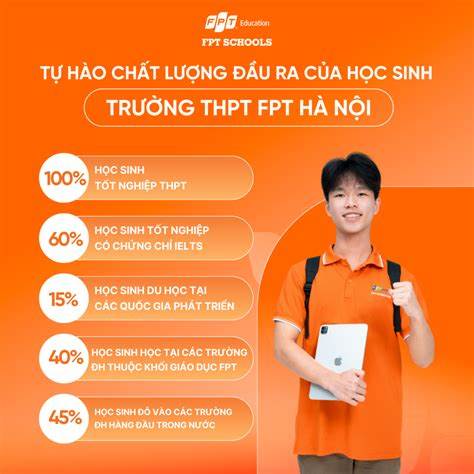 FPT Education
FPT SCHOOLS
TỰ HÀO CHẤT LƯỢNG ĐẦU RA CỦA HỌC SINH
TRƯỜNG THPT FPT HÀ NỘI
100%
HỌC SINH
TỐT NGHIỆP THPT
60%
HỌC SINH TỐT NGHIỆP
CÓ CHỨNG CHỈ IELTS
15%
HỌC SINH DU HỌC TẠI
CÁC QUỐC GIA PHÁT TRIỂN
40%
HỌC SINH HỌC TẠI CÁC TRƯỜNG
ĐH THUỘC KHỐI GIÁO DỤC FPT
45%
HỌC SINH ĐỖ VÀO CÁC TRƯỜNG
ĐH HÀNG ĐẦU TRONG NƯỚC